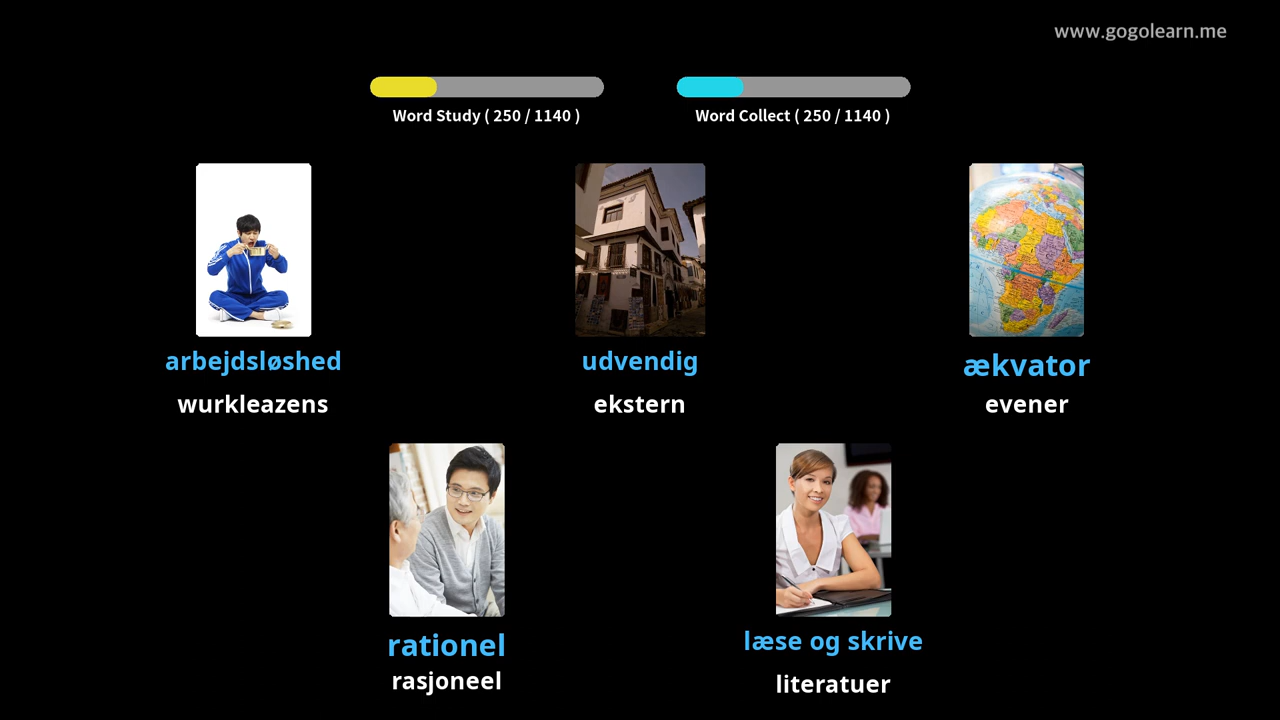 www.gogolearn.me
Word Study ( 250 / 1140 )
Word Collect ( 250 / 1140 )
arbejdsløshed
wurkleazens
udvendig
ekstern
ækvator
evener
rationel
rasjoneel
læse og skrive
literatuer